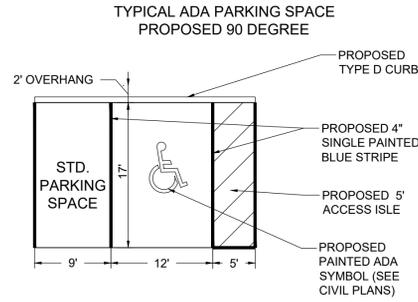 TYPICAL ADA PARKING SPACE
PROPOSED 90 DEGREE
PROPOSED
TYPE D CURB
2' OVERHANG
PROPOSED 4"
SINGLE PAINTED
BLUE STRIPE
STD.
PARKING
SPACE
17'
PROPOSED 5'
ACCESS ISLE
PROPOSED
PAINTED ADA
SYMBOL (SEE
CIVIL PLANS)
9'
12'
5'